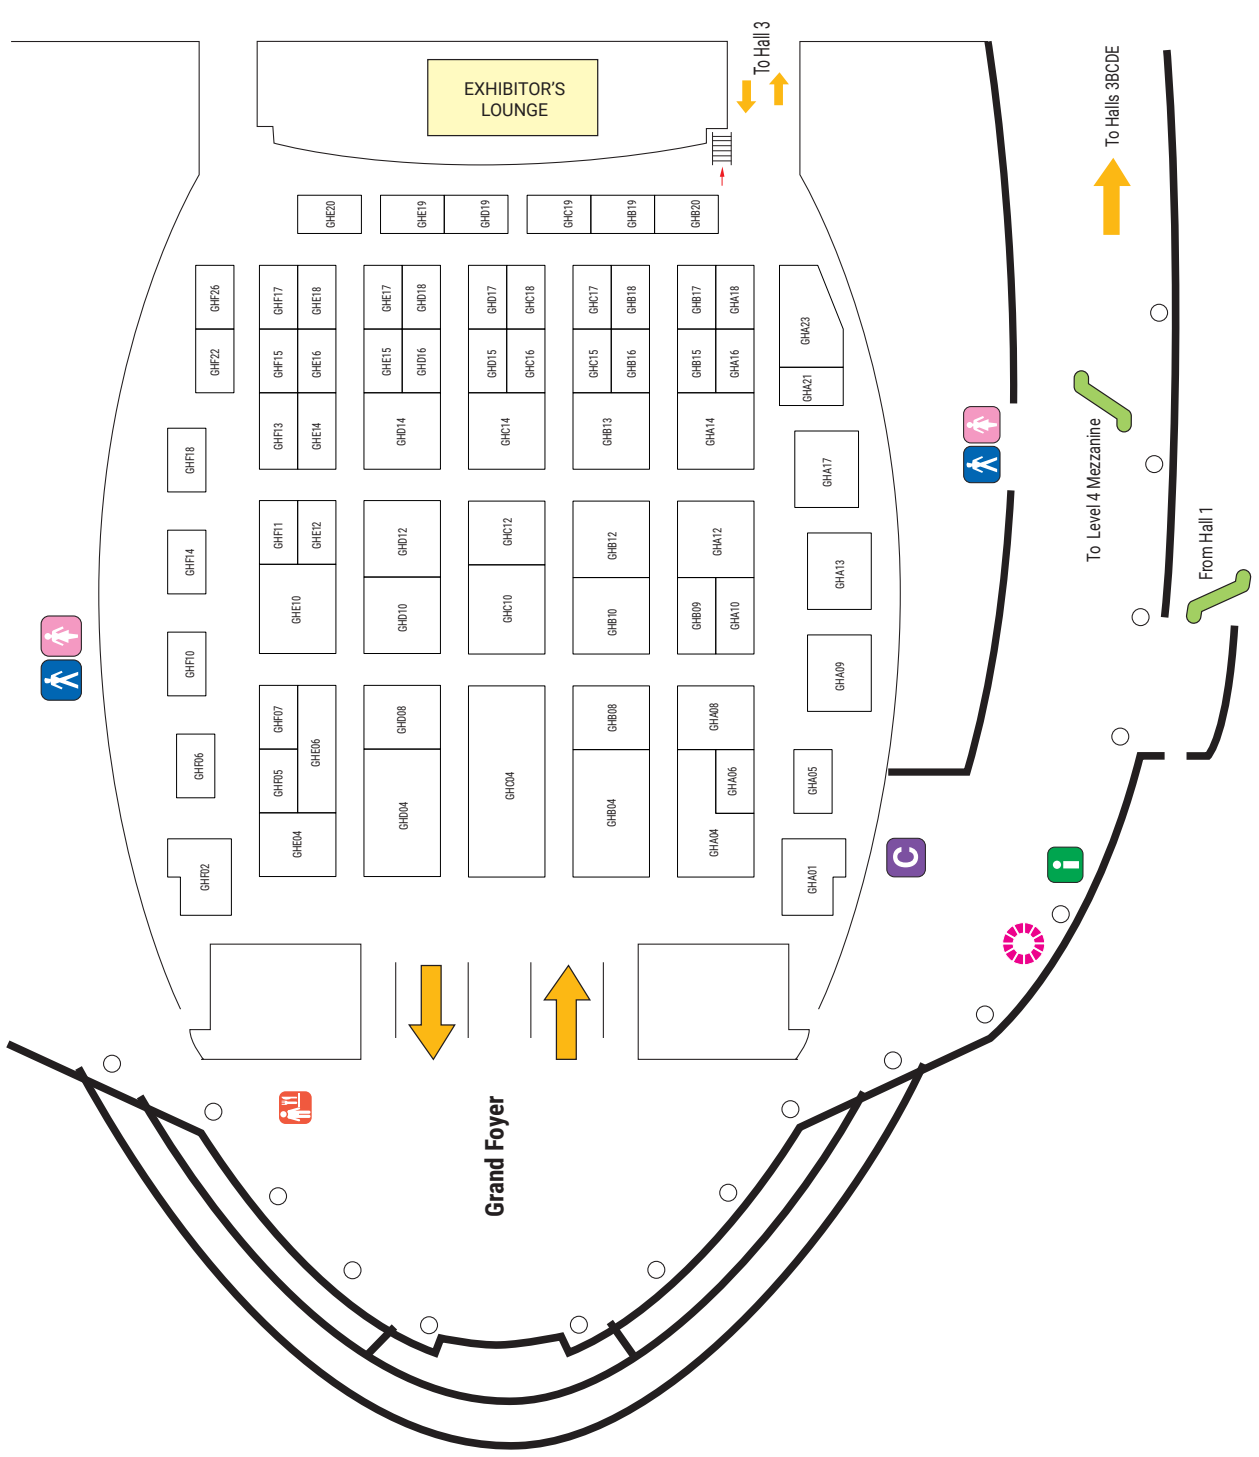 To Hall 3
EXHIBITOR'S
LOUNGE
To Halls 3BCDE
GHE20
GHE19
GHD19
GHC19
GHB19
GHB20
GHF26
GHF17
GHE18
GHE17
GHD18
GHD17
GHC18
GHC17
GHB18
GHB17
GHA18
GHA23
GHF22
GHF15
GHE16
GHE15
GHD16
GHD15
GHC16
GHC15
GHB16
GHB15
GHA16
GHA21
GHF18
GHF13
GHE14
GHD14
GHC14
GHB13
GHA14
GHA17
To Level 4 Mezzanine
From Hall 1
GHF14
GHF11
GHE12
GHD12
GHC12
GHB12
GHA12
GHA13
GHF10
GHE10
GHD10
GHC10
GHB10
GHB09
GHA10
GHA09
GHF06
GHF07
GHE06
GHD08
GHC04
GHB08
GHA08
GHF05
GHA06
GHA05
GHF02
GHE04
GHD04
GHB04
GHA04
GHA01
C
i
Grand Foyer